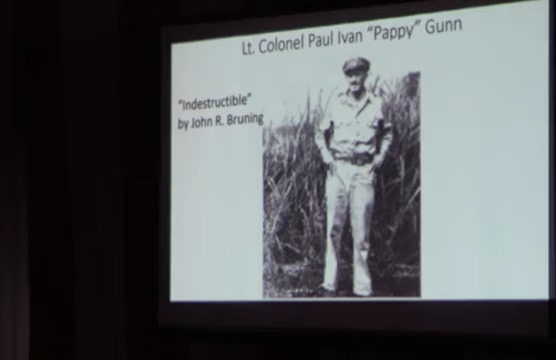 Lt. Colonel Paul Ivan “Pappy” Gunn
“Indestructible”
by John R. Bruning